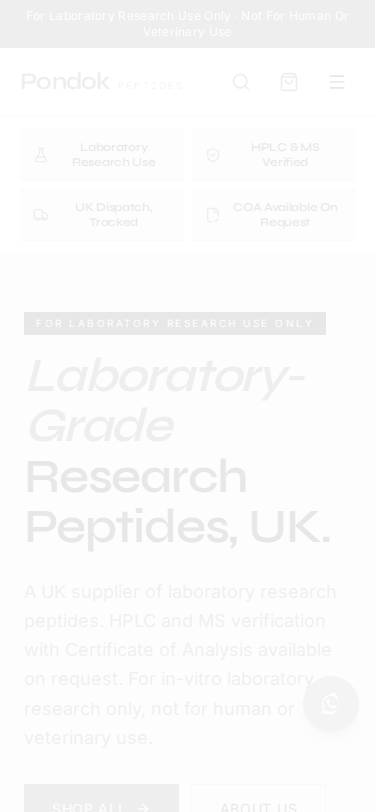 For Laboratory Research Use Only · Not For Human Or
Veterinary Use
Pondok PEPTIDES
Laboratory
Research Use
HPLC & MS
Verified
UK Dispatch,
Tracked
COA Available On
Request
FOR LABORATORY RESEARCH USE ONLY
Laboratory-
Grade
Research
Peptides, UK.
A UK supplier of laboratory research
peptides. HPLC and MS verification
with Certificate of Analysis available
on request. For in-vitro laboratory
research only, not for human or
veterinary use.
SHOP ALL →
ABOUT US